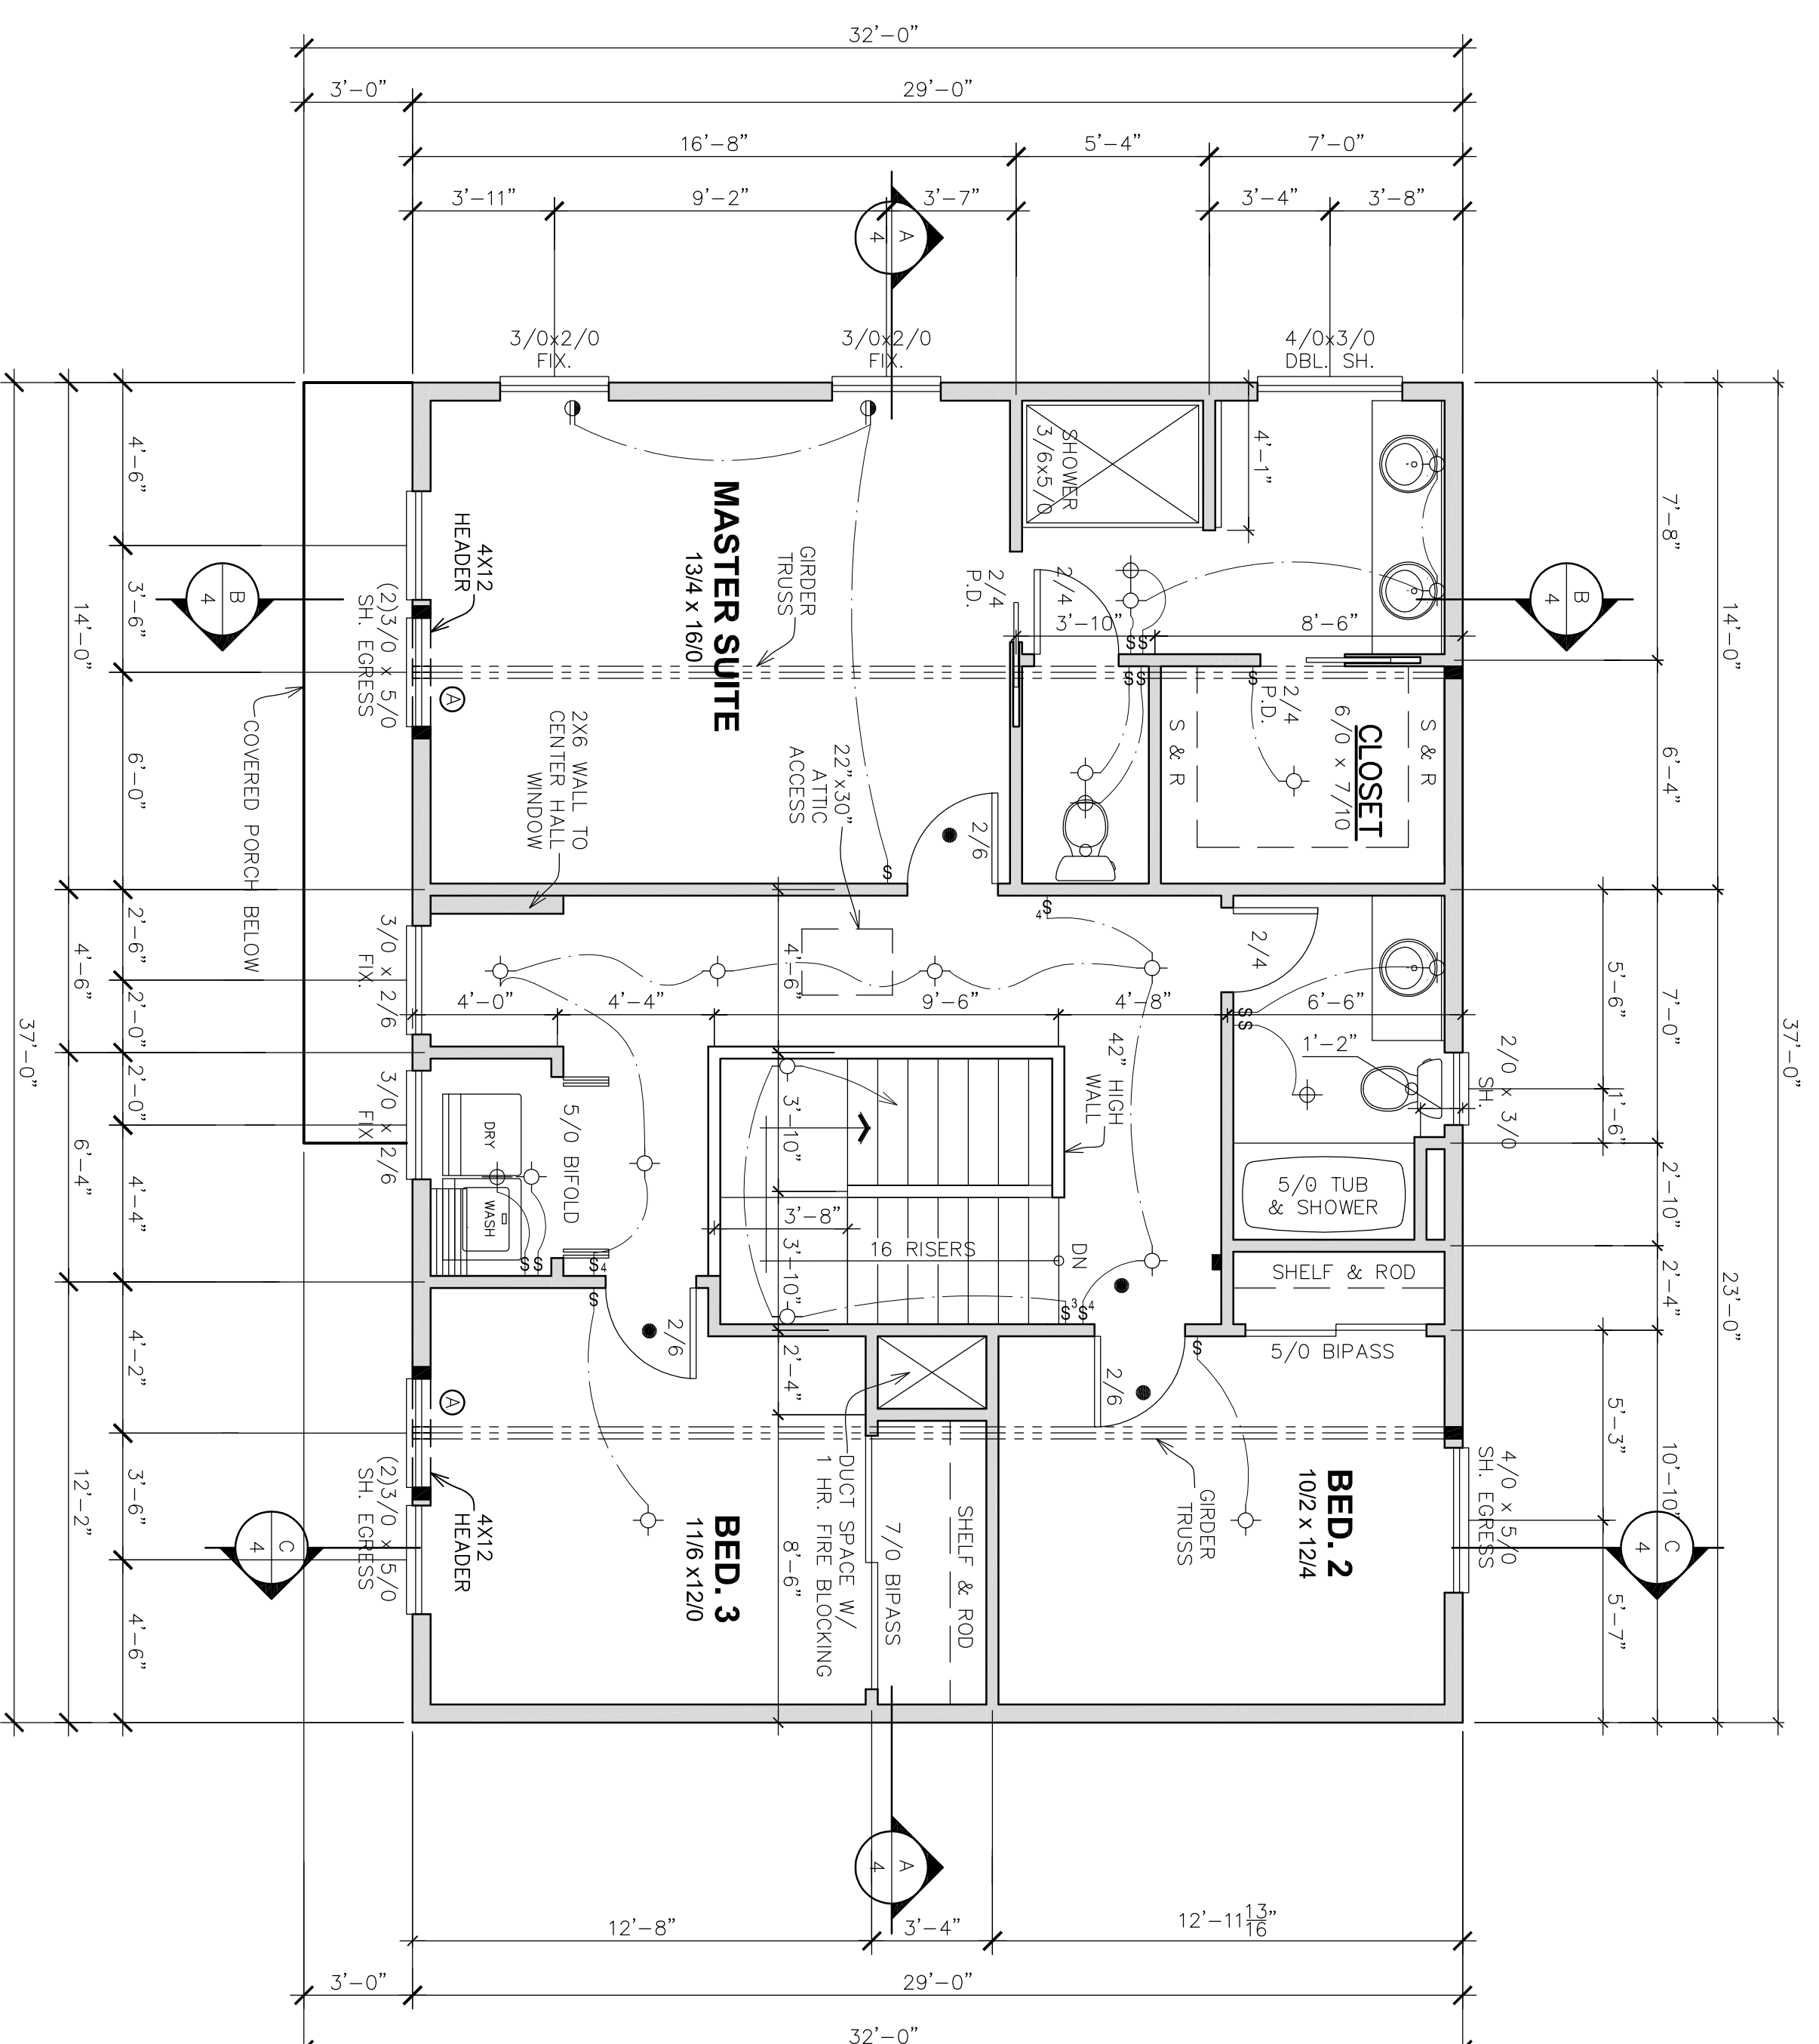 32'-0"
3'-0"
29'-0"
16'-8"
5'-4"
7'-0"
3'-11"
9'-2"
3'-7"
3'-4"
3'-8"
A
4
3/0x2/0
FIX.
3/0x2/0
FIX.
4/0x3/0
DBL. SH.
SHOWER
3/6x5/0
4'-1"
MASTER SUITE
13/4 x 16/0
GIRDER
TRUSS
4X12
HEADER
(2)3/0 x 5/0
SH. EGRESS
A
B
4
B
4
2/4
P.D.
2/4
3'-10"
8'-6"
$$
$$
$
2/4
P.D.
CLOSET
6/0 x 7/10
S & R
S & R
COVERED PORCH BELOW
2X6 WALL TO
CENTER HALL
WINDOW
22"x30"
ATTIC
ACCESS
2/6
$
$4
2/4
4'-6"
4'-0"
4'-4"
9'-6"
4'-8"
6'-6"
$$
1'-2"
3/0 x 2/6
FIX.
3/0 x 2/6
FIX.
2/0 x 3/0
SH.
42" HIGH
WALL
DRY
WASH
5/0 BIFOLD
3'-10"
3'-8"
3'-10"
16 RISERS
DN
5/0 TUB
& SHOWER
SHELF & ROD
5/0 BIPASS
$$
$4
$
$3
$4
$
2/6
2/6
2'-4"
8'-6"
DUCT SPACE W/
1 HR. FIRE BLOCKING
7/0 BIPASS
SHELF & ROD
BED. 3
11/6 x12/0
BED. 2
10/2 x 12/4
GIRDER
TRUSS
4X12
HEADER
(2)3/0 x 5/0
SH. EGRESS
A
4/0 x 5/0
SH. EGRESS
C
4
C
4
A
4
4'-6"
3'-6"
6'-0"
2'-6"
2'-0"
2'-0"
4'-4"
4'-2"
3'-6"
4'-6"
14'-0"
4'-6"
6'-4"
12'-2"
37'-0"
7'-8"
6'-4"
7'-0"
2'-10"
2'-4"
10'-10"
5'-6"
1'-6"
5'-3"
5'-7"
14'-0"
23'-0"
37'-0"
12'-8"
3'-4"
12'-11 13/16"
3'-0"
29'-0"
32'-0"